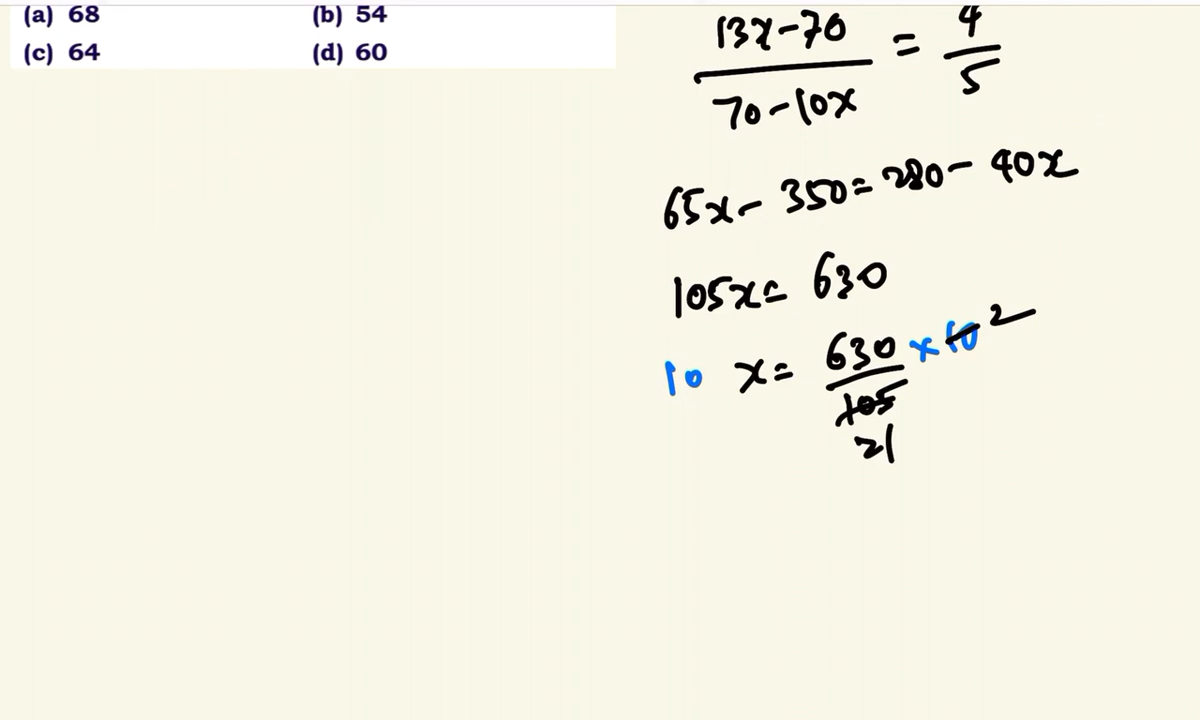 (a) 68 (b) 54
(c) 64 (d) 60
13x-70
70-10x
= 4
5
65x - 350 = 280 - 40x
105x = 630
10 x = 630 x 10 2
105
21